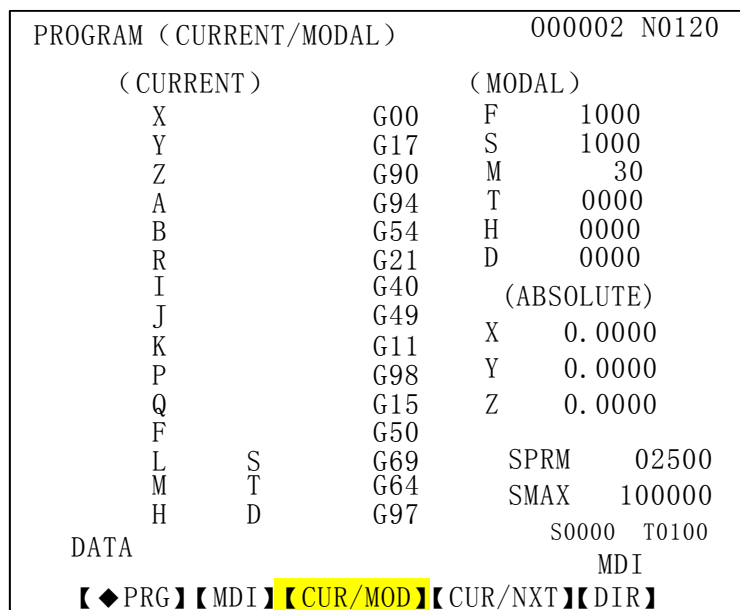 PROGRAM（CURRENT/MODAL） O00002 N0120
（CURRENT） （MODAL）
X G00 F 1000
Y G17 S 1000
Z G90 M 30
A G94 T 0000
B G54 H 0000
R G21 D 0000
I G40 (ABSOLUTE)
J G49 X 0.0000
K G11
P G98 Y 0.0000
Q G15 Z 0.0000
F G50
L S G69 SPRM 02500
M T G64 SMAX 100000
H D G97
S0000 T0100
DATA MDI
【◆PRG】【MDI】【CUR/MOD】【CUR/NXT】【DIR】